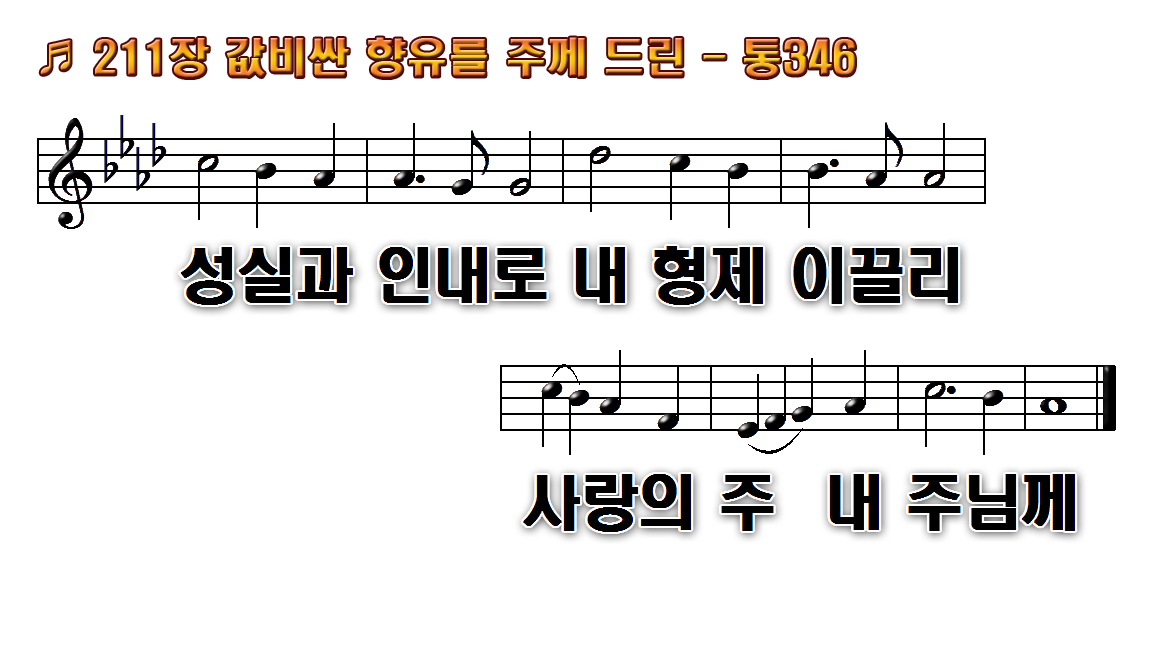 ♬ 211장 값비싼 향유를 주께 드린 - 통346
성실과 인내로 내 형제 이끌리
사랑의 주 내 주님께